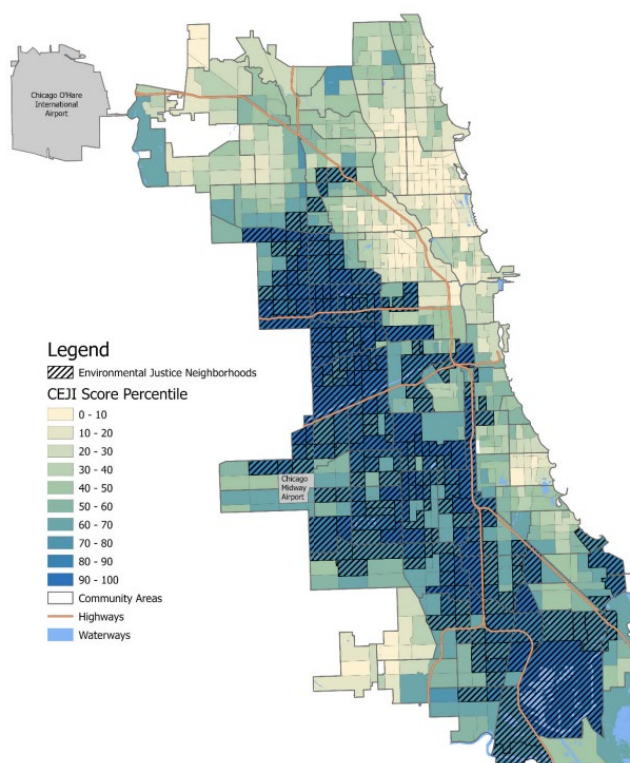 Chicago O'Hare
International
Airport
Legend
Environmental Justice Neighborhoods
CEJI Score Percentile
0 - 10
10 - 20
20 - 30
30 - 40
40 - 50
50 - 60
60 - 70
70 - 80
80 - 90
90 - 100
Community Areas
Highways
Waterways
Chicago
Midway
Airport